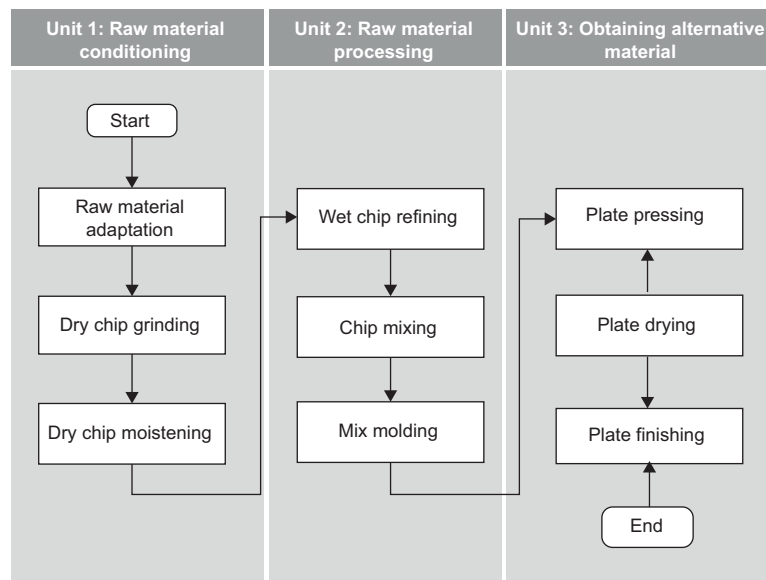 Unit 1: Raw material
conditioning
Start
Raw material
adaptation
Dry chip grinding
Dry chip moistening
Unit 2: Raw material
processing
Wet chip refining
Chip mixing
Mix molding
Unit 3: Obtaining alternative
material
Plate pressing
Plate drying
Plate finishing
End